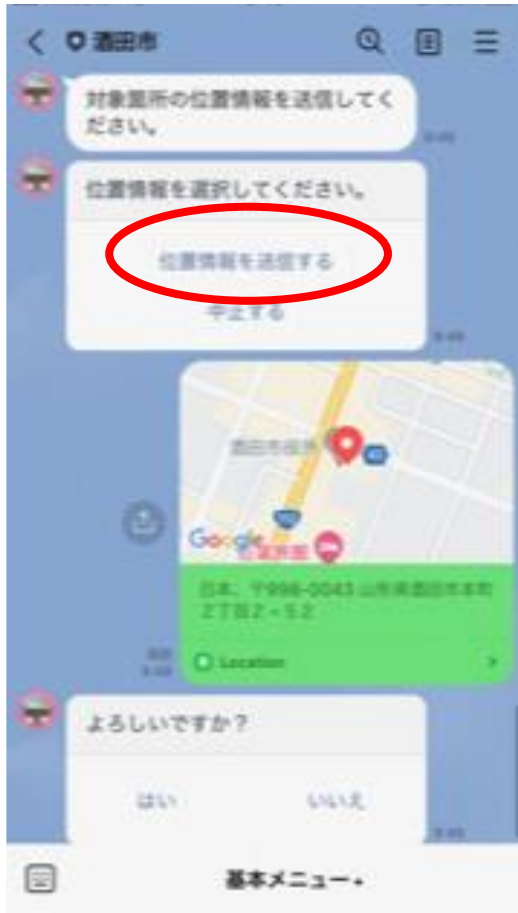 酒田市
対象箇所の位置情報を送信してく
ださい。
位置情報を選択してください。
位置情報を送信する
中止する
酒田市役所
Google
日本、〒998-0043 山形県酒田市本町
2丁目2−52
Location
よろしいですか?
はい
いいえ
基本メニュー